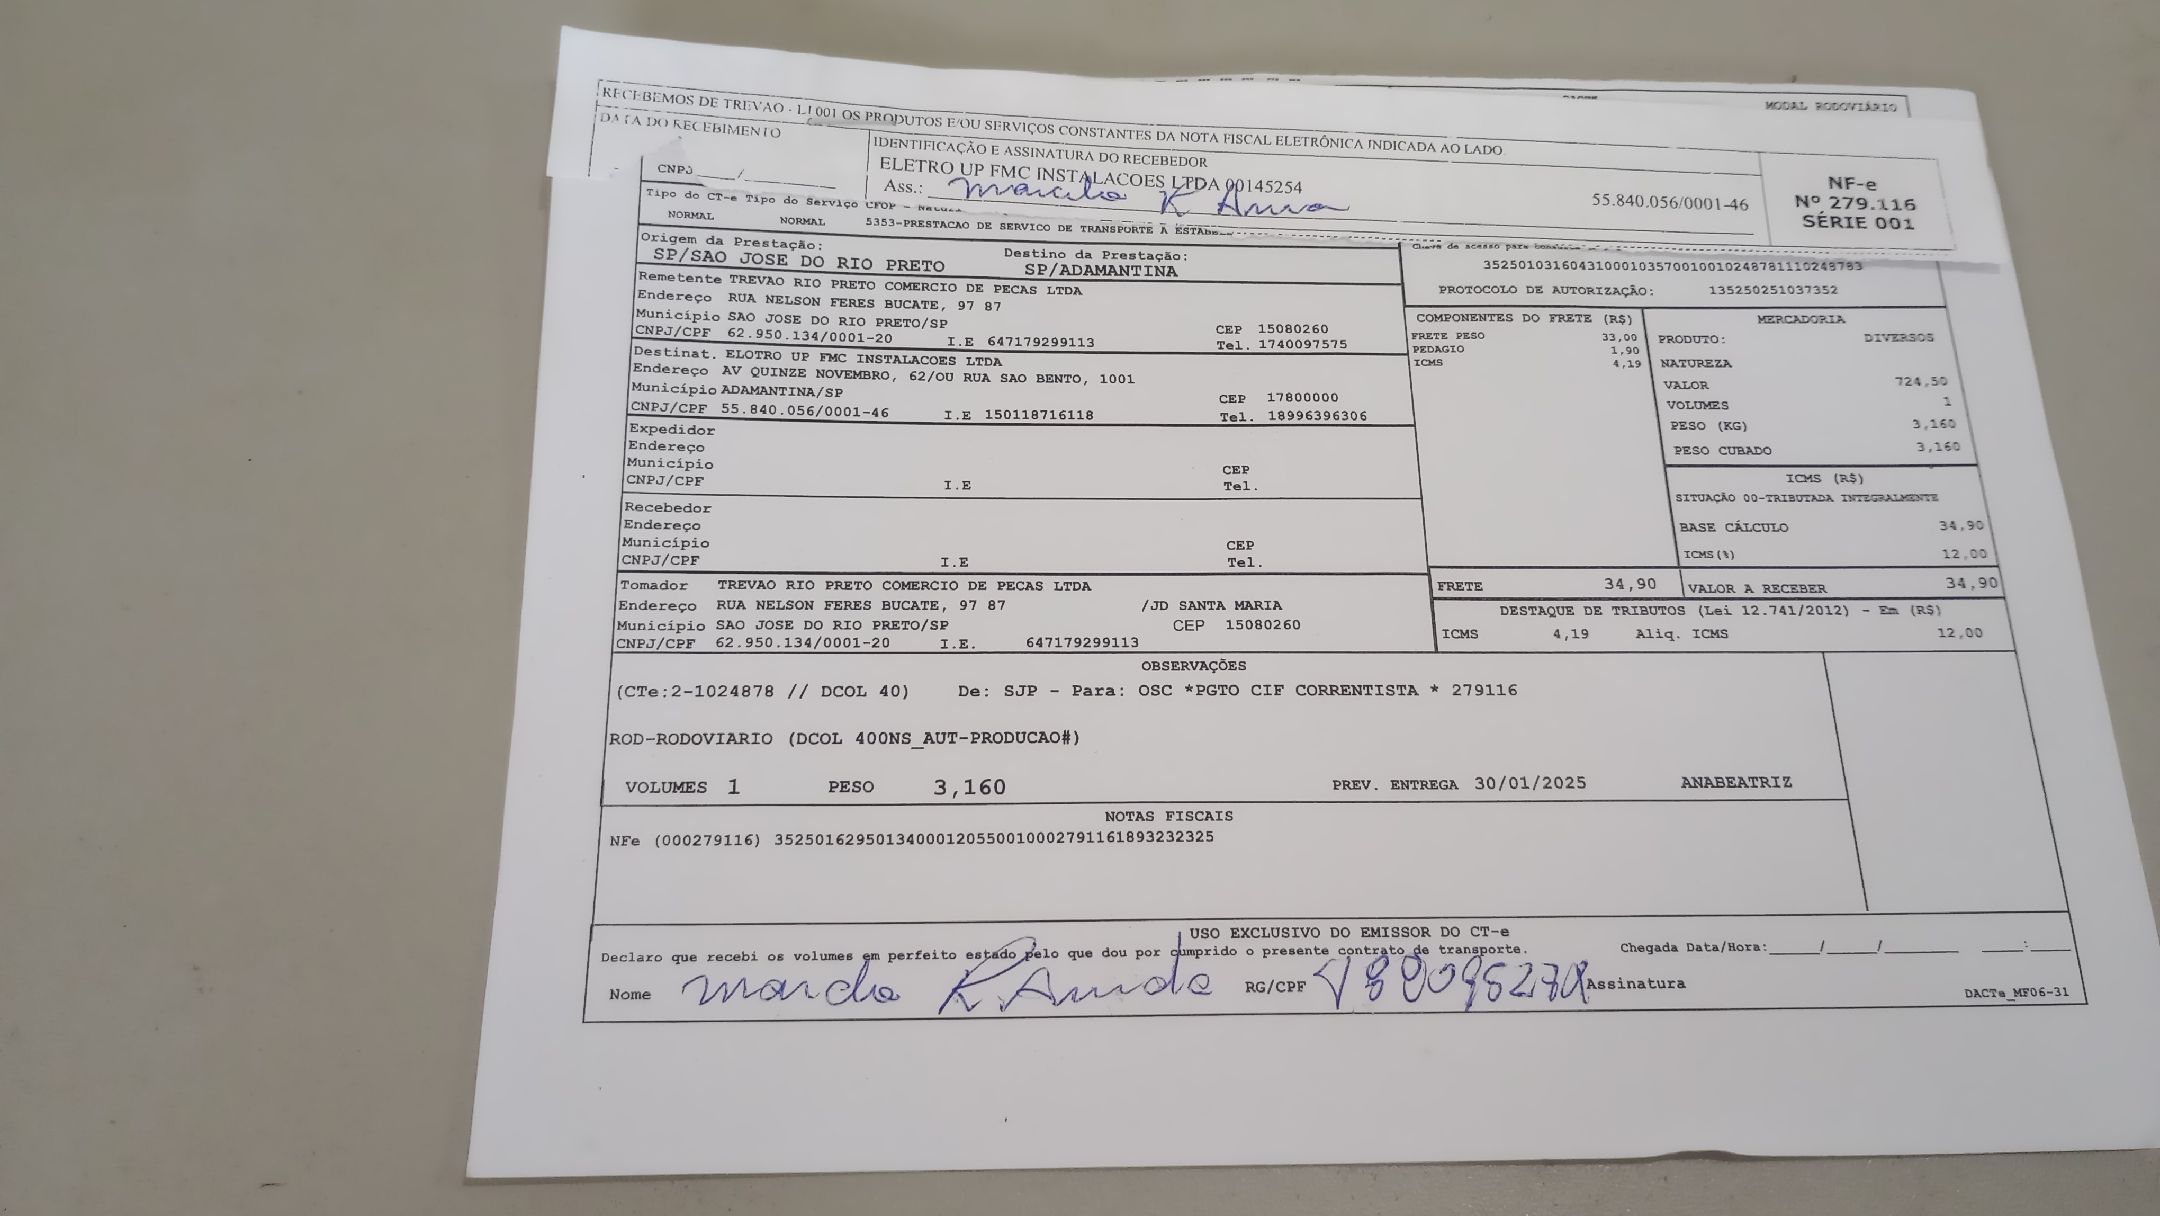 MODAL RODOVIÁRIO
RECEBEMOS DE TREVAO - LJ 001 OS PRODUTOS E/OU SERVIÇOS CONSTANTES DA NOTA FISCAL ELETRÔNICA INDICADA AO LADO.
DATA DO RECEBIMENTO
IDENTIFICAÇÃO E ASSINATURA DO RECEBEDOR
ELETRO UP FMC INSTALACOES LTDA 00145254
Ass.:
55.840.056/0001-46
NF-e
Nº 279.116
SÉRIE 001
CNPJ ___/
Tipo do CT-e Tipo do Serviço CFOP -
NORMAL NORMAL 5353-PRESTACAO DE SERVICO DE TRANSPORTE A
Origem da Prestação: Destino da Prestação:
SP/SAO JOSE DO RIO PRETO SP/ADAMANTINA
Chave de acesso para
35250103160431000103570010010248781110248783
PROTOCOLO DE AUTORIZAÇÃO: 135250251037352
Remetente TREVAO RIO PRETO COMERCIO DE PECAS LTDA
Endereço RUA NELSON FERES BUCATE, 97 87
Município SAO JOSE DO RIO PRETO/SP CEP 15080260
CNPJ/CPF 62.950.134/0001-20 I.E 647179299113 Tel. 1740097575
Destinat. ELOTRO UP FMC INSTALACOES LTDA
Endereço AV QUINZE NOVEMBRO, 62/OU RUA SAO BENTO, 1001
Município ADAMANTINA/SP CEP 17800000
CNPJ/CPF 55.840.056/0001-46 I.E 150118716118 Tel. 18996396306
Expedidor
Endereço
Município CEP
CNPJ/CPF I.E Tel.
Recebedor
Endereço
Município CEP
CNPJ/CPF I.E Tel.
Tomador TREVAO RIO PRETO COMERCIO DE PECAS LTDA
Endereço RUA NELSON FERES BUCATE, 97 87 /JD SANTA MARIA
Município SAO JOSE DO RIO PRETO/SP CEP 15080260
CNPJ/CPF 62.950.134/0001-20 I.E. 647179299113
COMPONENTES DO FRETE (R$)
FRETE PESO 33,00
PEDAGIO 1,90
ICMS 4,19
MERCADORIA
PRODUTO: DIVERSOS
NATUREZA
VALOR 724,50
VOLUMES 1
PESO (KG) 3,160
PESO CUBADO 3,160
ICMS (R$)
SITUAÇÃO 00-TRIBUTADA INTEGRALMENTE
BASE CÁLCULO 34,90
ICMS(%) 12,00
FRETE 34,90 VALOR A RECEBER 34,90
DESTAQUE DE TRIBUTOS (Lei 12.741/2012) - Em (R$)
ICMS 4,19 Aliq. ICMS 12,00
OBSERVAÇÕES
(CTe:2-1024878 // DCOL 40) De: SJP - Para: OSC *PGTO CIF CORRENTISTA * 279116
ROD-RODOVIARIO (DCOL 400NS_AUT-PRODUCAO#)
VOLUMES 1 PESO 3,160 PREV. ENTREGA 30/01/2025 ANABEATRIZ
NOTAS FISCAIS
NFe (000279116) 35250162950134000120550010002791161893232325
USO EXCLUSIVO DO EMISSOR DO CT-e
Declaro que recebi os volumes em perfeito estado pelo que dou por cumprido o presente contrato de transporte. Chegada Data/Hora: ___/___/___ __:__
Nome RG/CPF Assinatura
DACTe_MF06-31